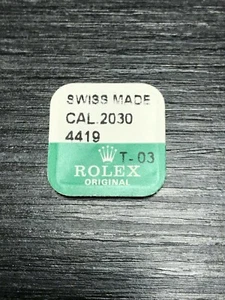 SWISS MADE
CAL.2030
4419
T-03
ROLEX
ORIGINAL